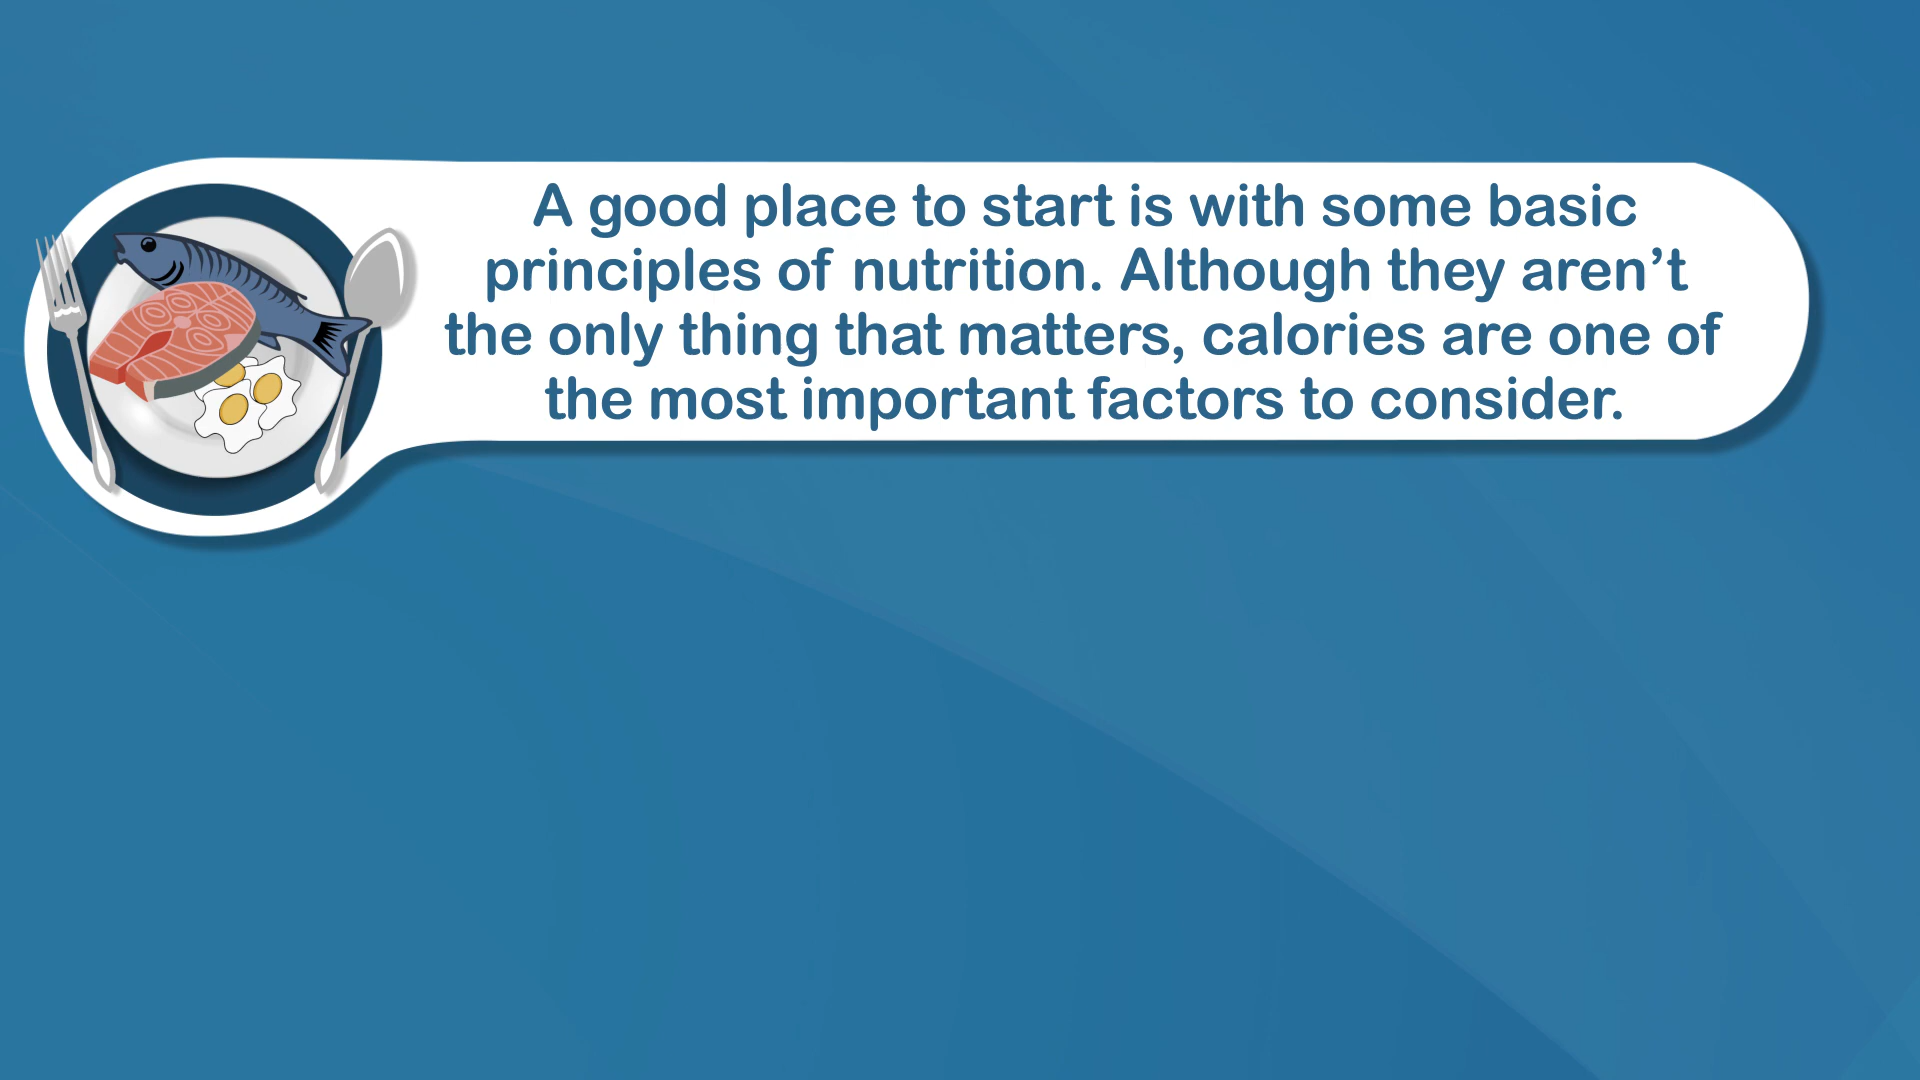 A good place to start is with some basic
principles of nutrition. Although they aren’t
the only thing that matters, calories are one of
the most important factors to consider.